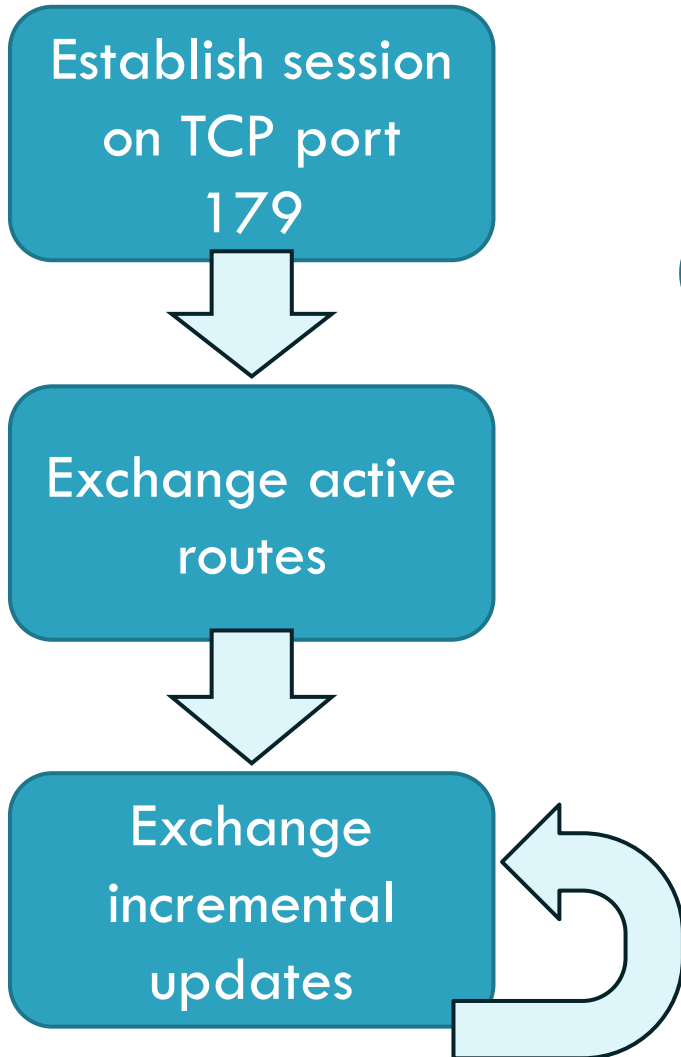 Establish session
on TCP port
179
Exchange active
routes
Exchange
incremental
updates